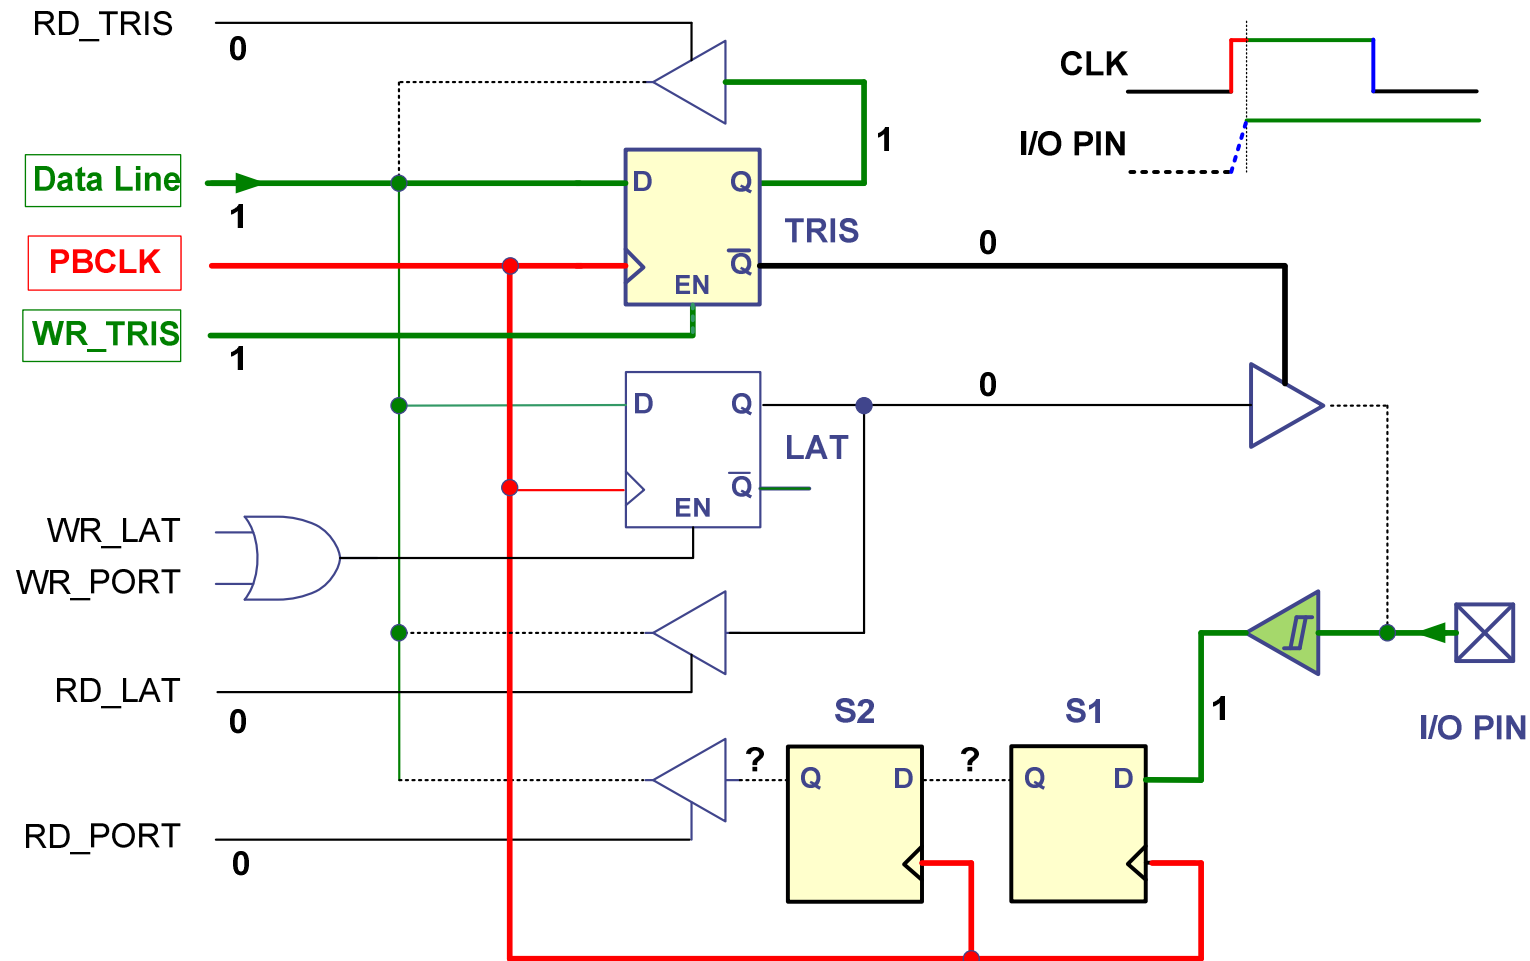 RD_TRIS
0
CLK
1
I/O PIN
Data Line
1
D
Q
TRIS
PBCLK
Q
0
EN
WR_TRIS
1
D
Q
0
LAT
Q
EN
WR_LAT
WR_PORT
RD_LAT
0
S2
S1
1
I/O PIN
?
?
Q
D
Q
D
RD_PORT
0